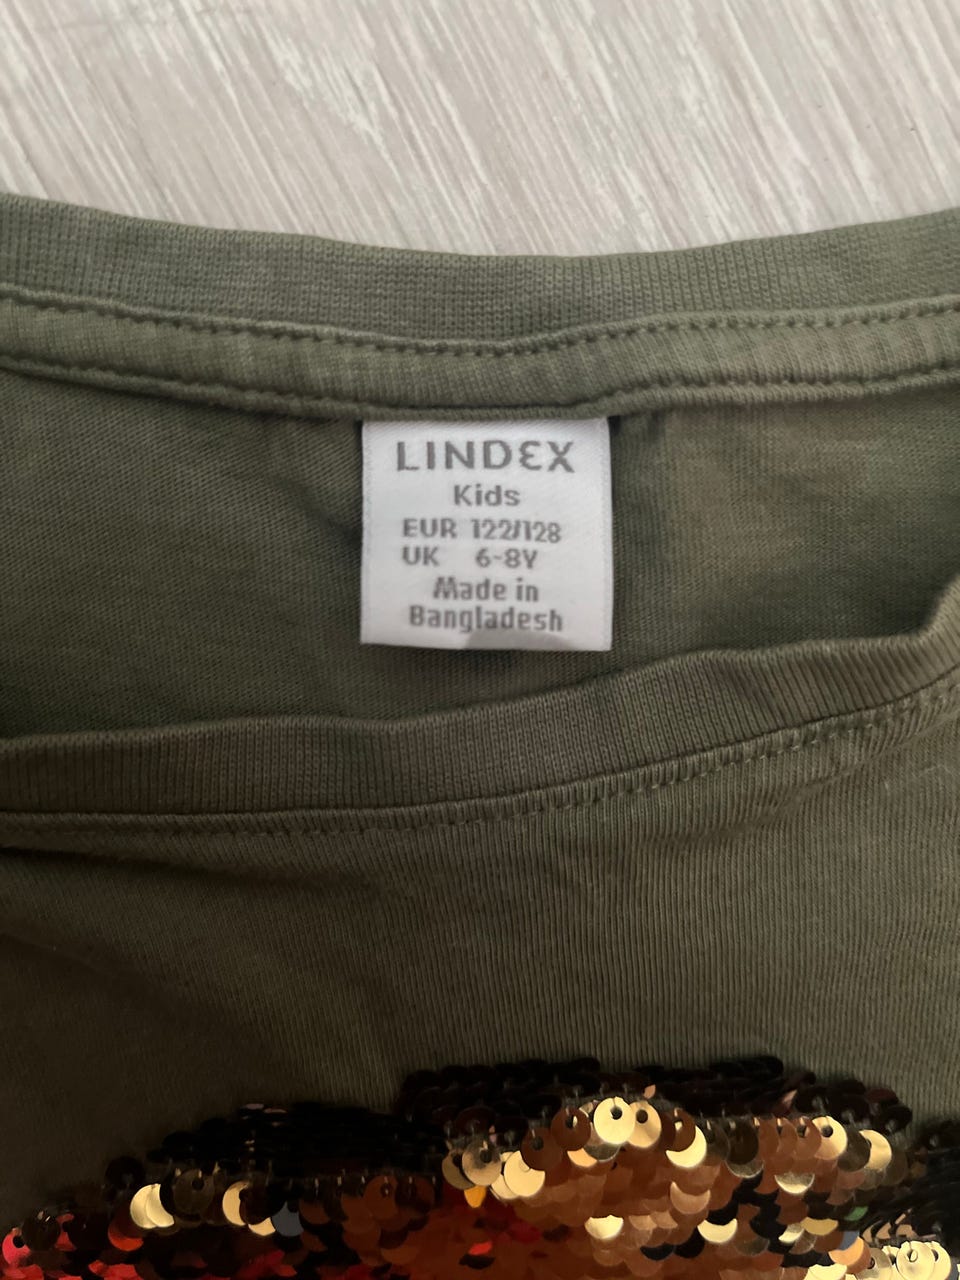 LINDEX
Kids
EUR 122/128
UK 6-8Y
Made in
Bangladesh